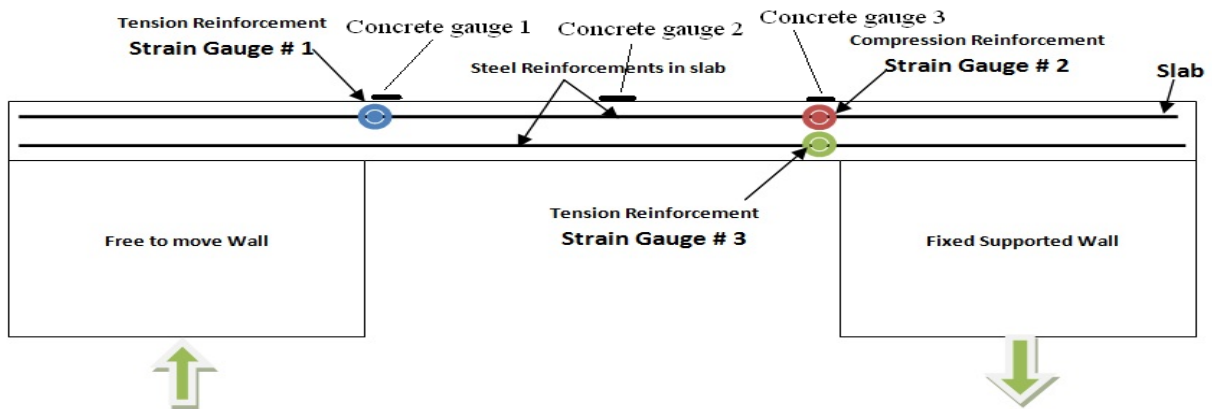 Tension Reinforcement
Strain Gauge # 1
Concrete gauge 1
Concrete gauge 2
Concrete gauge 3
Compression Reinforcement
Strain Gauge # 2
Steel Reinforcements in slab
Slab
Tension Reinforcement
Strain Gauge # 3
Free to move Wall
Fixed Supported Wall